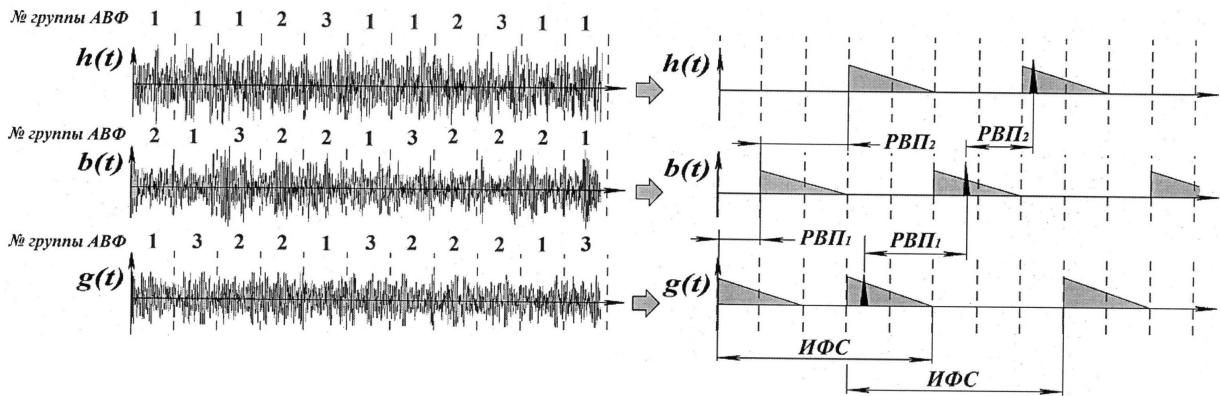 № группы АВФ 1 1 1 2 3 1 1 2 3 1 1
h(t)
h(t)
№ группы АВФ 2 1 3 2 2 1 3 2 2 2 1
РВП₂
РВП₂
b(t)
b(t)
№ группы АВФ 1 3 2 2 1 3 2 2 2 1 3
РВП₁
РВП₁
g(t)
g(t)
ИФС
ИФС